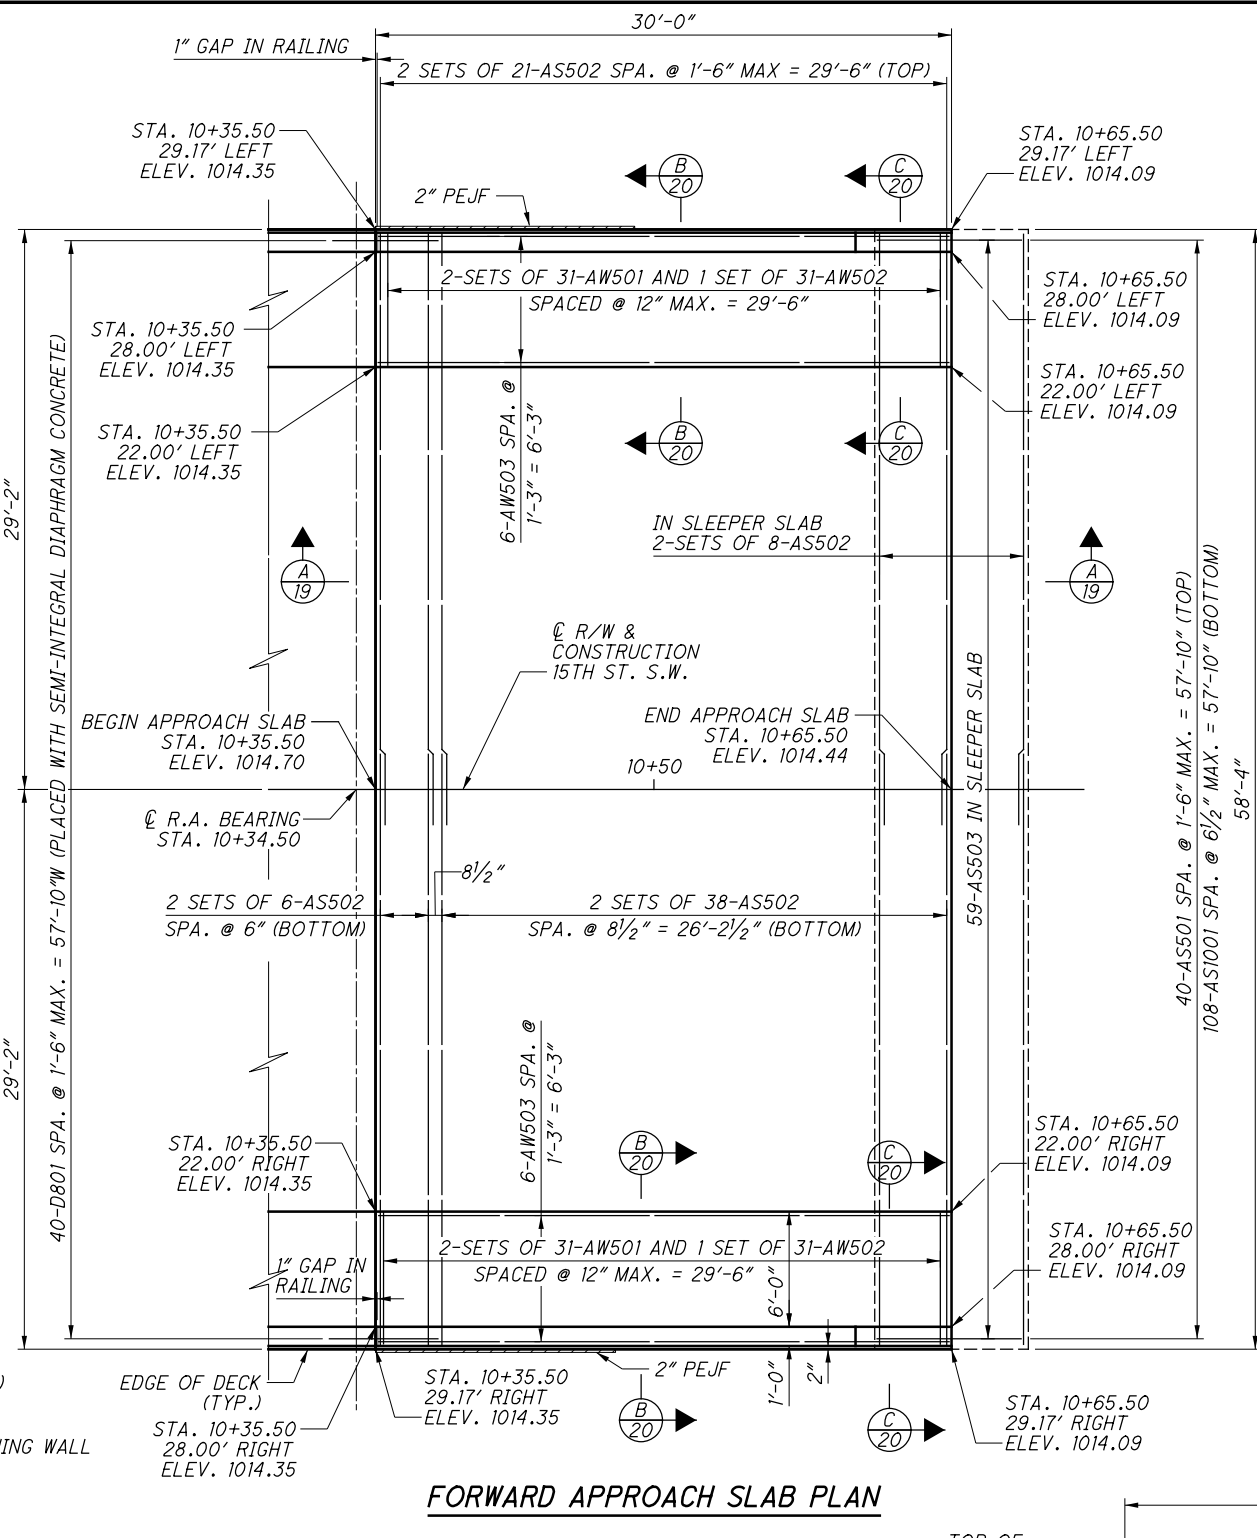 30'-0"
1" GAP IN RAILING
2 SETS OF 21-AS502 SPA. @ 1'-6" MAX = 29'-6" (TOP)
STA. 10+35.50
29.17' LEFT
ELEV. 1014.35
B
20
C
20
STA. 10+65.50
29.17' LEFT
ELEV. 1014.09
2" PEJF
2-SETS OF 31-AW501 AND 1 SET OF 31-AW502
SPACED @ 12" MAX. = 29'-6"
STA. 10+65.50
28.00' LEFT
ELEV. 1014.09
STA. 10+35.50
28.00' LEFT
ELEV. 1014.35
STA. 10+65.50
22.00' LEFT
ELEV. 1014.09
STA. 10+35.50
22.00' LEFT
ELEV. 1014.35
6-AW503 SPA. @
1'-3" = 6'-3"
B
20
C
20
29'-2"
40-D801 SPA. @ 1'-6" MAX. = 57'-10"W (PLACED WITH SEMI-INTEGRAL DIAPHRAGM CONCRETE)
IN SLEEPER SLAB
2-SETS OF 8-AS502
A
19
A
19
℄ R/W &
CONSTRUCTION
15TH ST. S.W.
BEGIN APPROACH SLAB
STA. 10+35.50
ELEV. 1014.70
END APPROACH SLAB
STA. 10+65.50
ELEV. 1014.44
10+50
59-AS503 IN SLEEPER SLAB
40-AS501 SPA. @ 1'-6" MAX. = 57'-10" (TOP)
108-AS1001 SPA. @ 6½" MAX. = 57'-10" (BOTTOM)
58'-4"
℄ R.A. BEARING
STA. 10+34.50
8½"
2 SETS OF 6-AS502
SPA. @ 6" (BOTTOM)
2 SETS OF 38-AS502
SPA. @ 8½" = 26'-2½" (BOTTOM)
29'-2"
6-AW503 SPA. @
1'-3" = 6'-3"
STA. 10+35.50
22.00' RIGHT
ELEV. 1014.35
B
20
C
20
STA. 10+65.50
22.00' RIGHT
ELEV. 1014.09
2-SETS OF 31-AW501 AND 1 SET OF 31-AW502
SPACED @ 12" MAX. = 29'-6"
1" GAP IN
RAILING
6'-0"
STA. 10+65.50
28.00' RIGHT
ELEV. 1014.09
EDGE OF DECK
(TYP.)
STA. 10+35.50
29.17' RIGHT
ELEV. 1014.35
2" PEJF
1'-0"
2"
STA. 10+35.50
28.00' RIGHT
ELEV. 1014.35
B
20
C
20
STA. 10+65.50
29.17' RIGHT
ELEV. 1014.09
)
WALL
FORWARD APPROACH SLAB PLAN